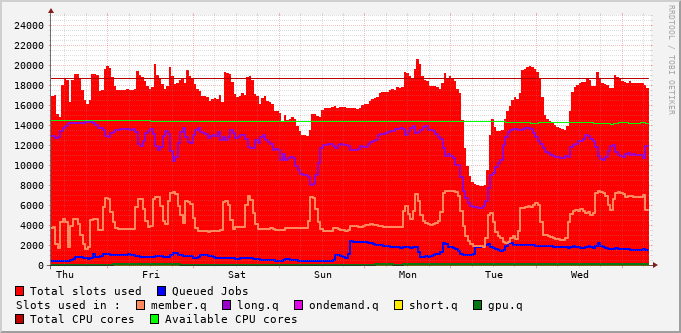 RRDTOOL / TOBI OETIKER
24000
22000
20000
18000
16000
14000
12000
10000
8000
6000
4000
2000
0
Thu Fri Sat Sun Mon Tue Wed
Total slots used Queued Jobs
Slots used in : member.q long.q ondemand.q short.q gpu.q
Total CPU cores Available CPU cores